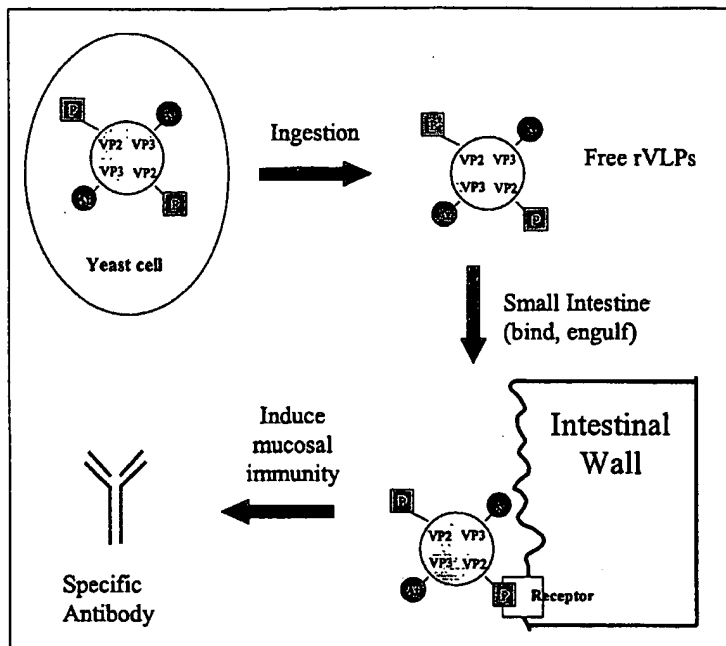 P
VP2 VP3
VP3 VP2
P
Yeast cell
Ingestion
VP2 VP3
VP3 VP2
P
Free rVLPs
Small Intestine
(bind, engulf)
Intestinal
Wall
Induce
mucosal
immunity
P
VP2 VP3
VP3 VP2
P
Receptor
Specific
Antibody